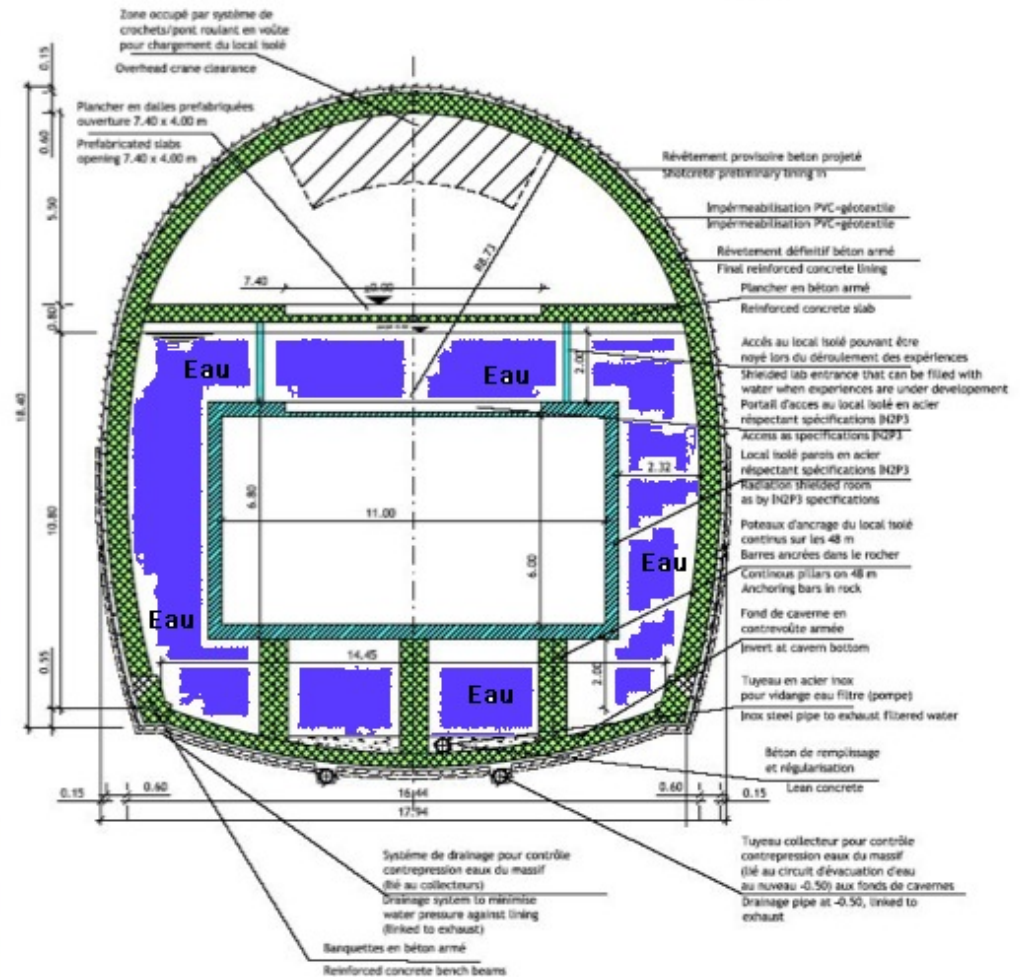 Zone occupé par système de
crochets/pont roulant en voûte
pour chargement du local isolé
Overhead crane clearance
Plancher en dalles prefabriquées
ouverture 7.40 x 4.00 m
Prefabricated slabs
opening 7.40 x 4.00 m
Révêtement provisoire beton projeté
Shotcrete preliminary lining in
Impérmeabilisation PVC+géotextile
Impérmeabilisation PVC+géotextile
Révetement définitif béton armé
Final reinforced concrete lining
Plancher en béton armé
Reinforced concrete slab
Accés au local isolé pouvant être
noyé lors du déroulement des expériences
Shielded lab entrance that can be filled with
water when experiences are under developement
Portail d'acces au local isolé en acier
réspectant spécifications IN2P3
Access as specifications IN2P3
Local isolé parois en acier
réspectant spécifications IN2P3
Radiation shielded room
as by IN2P3 specifications
Poteaux d'ancrage du local isolé
continus sur les 48 m
Barres ancrées dans le rocher
Continous pillars on 48 m
Anchoring bars in rock
Fond de caverne en
contrevoûte armée
Invert at cavern bottom
Tuyeau en acier inox
pour vidange eau filtre (pompe)
Inox steel pipe to exhaust filtered water
Béton de remplissage
et régularisation
Lean concrete
Tuyeau collecteur pour contrôle
contrepression eaux du massif
(lié au circuit d'évacuation d'eau
au nuveau -0.50) aux fonds de cavernes
Drainage pipe at -0.50, linked to
exhaust
Systéme de drainage pour contrôle
contrepression eaux du massif
(lié au collecteurs)
Drainage system to minimise
water pressure against lining
(linked to exhaust)
Banquettes en béton armé
Reinforced concrete bench beams
0.15
0.60
5.50
0.80
18.40
10.80
0.55
7.40
±0.00
R8.73
Eau
Eau
2.00
2.32
6.80
11.00
6.00
Eau
Eau
14.45
2.00
Eau
0.15
0.60
16.44
0.60
0.15
17.94